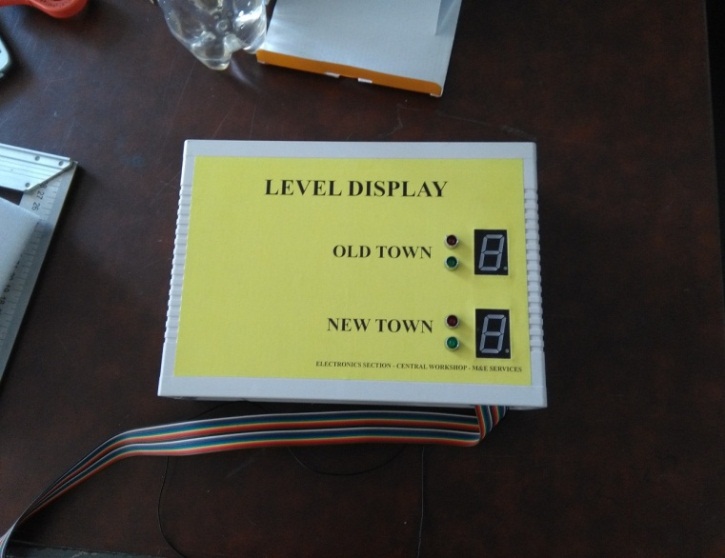 LEVEL DISPLAY
OLD TOWN
NEW TOWN
ELECTRONICS SECTION - CENTRAL WORKSHOP - M&E SERVICES